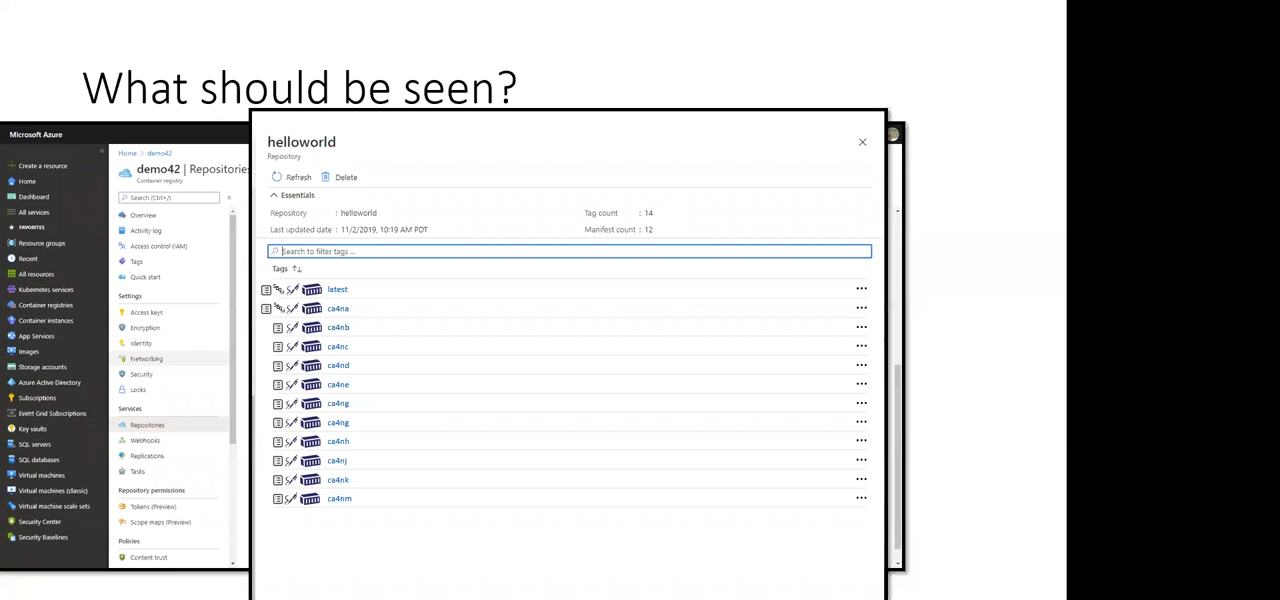 What should be seen?
Microsoft Azure
Create a resource
Home
Dashboard
All services
FAVORITES
Resource groups
Recent
All resources
Kubernetes services
Container registries
Container instances
App Services
Images
Storage accounts
Azure Active Directory
Subscriptions
Event Grid Subscriptions
Key vaults
SQL servers
SQL databases
Virtual machines
Virtual machines (classic)
Virtual machine scale sets
Security Center
Security Baselines
Home > demo42
demo42 | Repositories
Container registry
Search (Ctrl+/)
Overview
Activity log
Access control (IAM)
Tags
Quick start
Settings
Access keys
Encryption
Identity
Networking
Security
Locks
Services
Repositories
Webhooks
Replications
Tasks
Repository permissions
Tokens (Preview)
Scope maps (Preview)
Policies
Content trust
helloworld
Repository
Refresh Delete
Essentials
Repository : helloworld Tag count : 14
Last updated date : 11/2/2019, 10:19 AM PDT Manifest count : 12
Search to filter tags ...
Tags
latest
ca4na
ca4nb
ca4nc
ca4nd
ca4ne
ca4ng
ca4ng
ca4nh
ca4nj
ca4nk
ca4nm